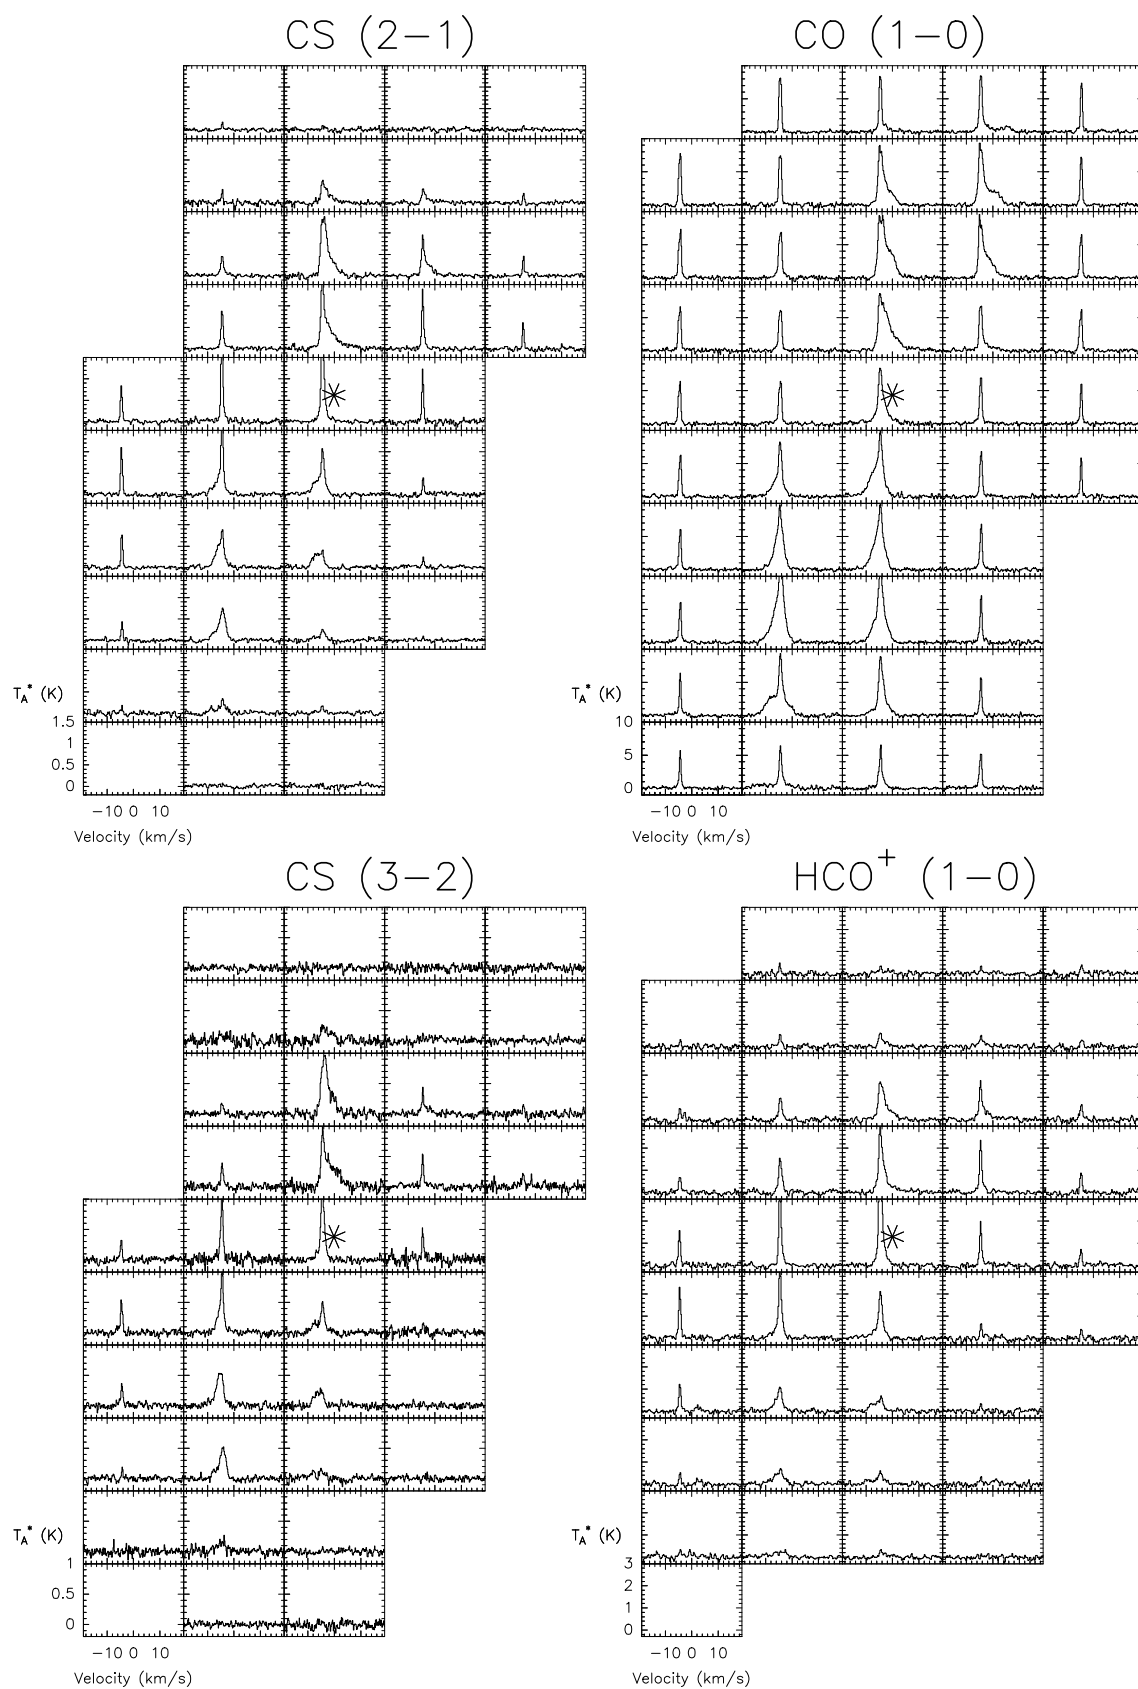 CS (2−1)
CO (1−0)
T_A* (K)
1.5
1
0.5
0
−10 0 10
Velocity (km/s)
T_A* (K)
10
5
0
−10 0 10
Velocity (km/s)
CS (3−2)
HCO⁺ (1−0)
T_A* (K)
1
0.5
0
−10 0 10
Velocity (km/s)
T_A* (K)
3
2
1
0
−10 0 10
Velocity (km/s)